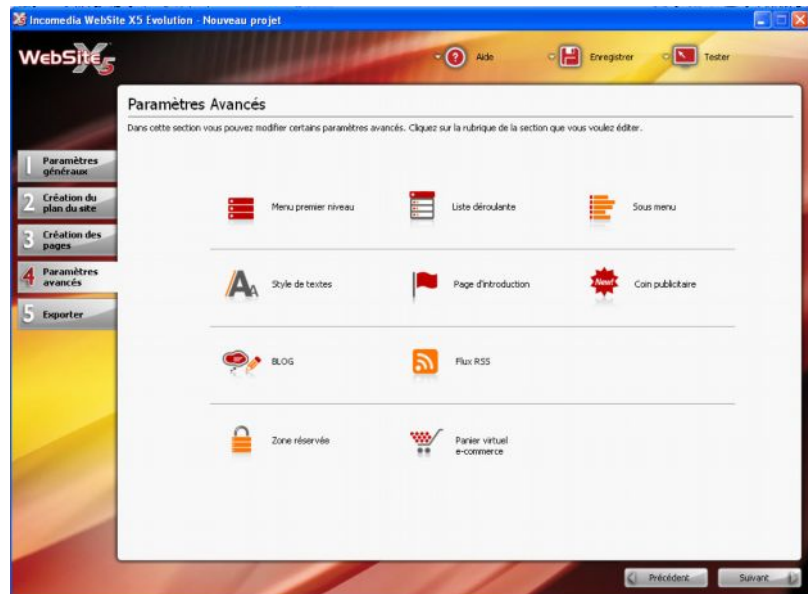 Incomedia WebSite X5 Evolution - Nouveau projet
WebSite X5
Aide
Enregistrer
Tester
Paramètres Avancés
Dans cette section vous pouvez modifier certains paramètres avancés. Cliquez sur la rubrique de la section que vous voulez éditer.
1 Paramètres
généraux
2 Création du
plan du site
3 Création des
pages
4 Paramètres
avancés
5 Exporter
Menu premier niveau
Liste déroulante
Sous menu
Style de textes
Page d'introduction
New!
Coin publicitaire
BLOG
Flux RSS
Zone réservée
Panier virtuel
e-commerce
Précédent
Suivant